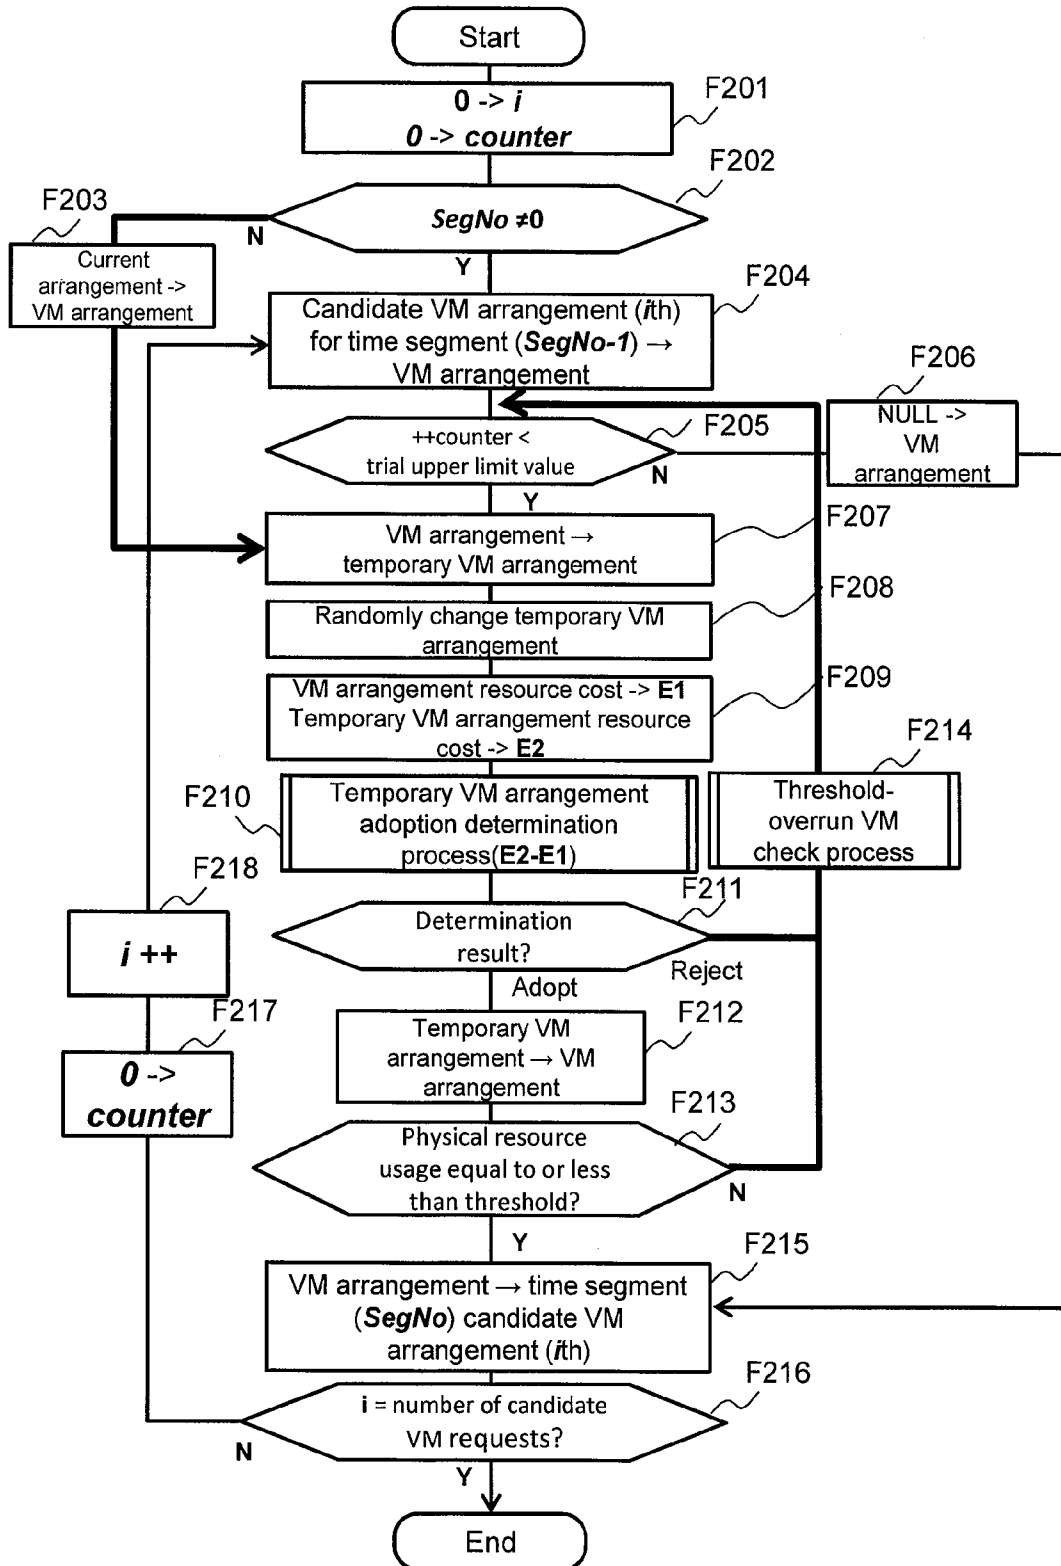 Start
0 -> i
0 -> counter
F201
F202
SegNo ≠0
N
Y
F203
Current
arrangement ->
VM arrangement
F204
Candidate VM arrangement (ith)
for time segment (SegNo-1) →
VM arrangement
F205
++counter <
trial upper limit value
N
Y
F206
NULL ->
VM
arrangement
F207
VM arrangement →
temporary VM arrangement
F208
Randomly change temporary VM
arrangement
F209
VM arrangement resource cost -> E1
Temporary VM arrangement resource
cost -> E2
F210
Temporary VM arrangement
adoption determination
process(E2-E1)
F214
Threshold-
overrun VM
check process
F211
Determination
result?
Reject
Adopt
F218
i ++
F212
Temporary VM
arrangement → VM
arrangement
F217
0 ->
counter
F213
Physical resource
usage equal to or less
than threshold?
N
Y
F215
VM arrangement → time segment
(SegNo) candidate VM
arrangement (ith)
F216
i = number of candidate
VM requests?
N
Y
End